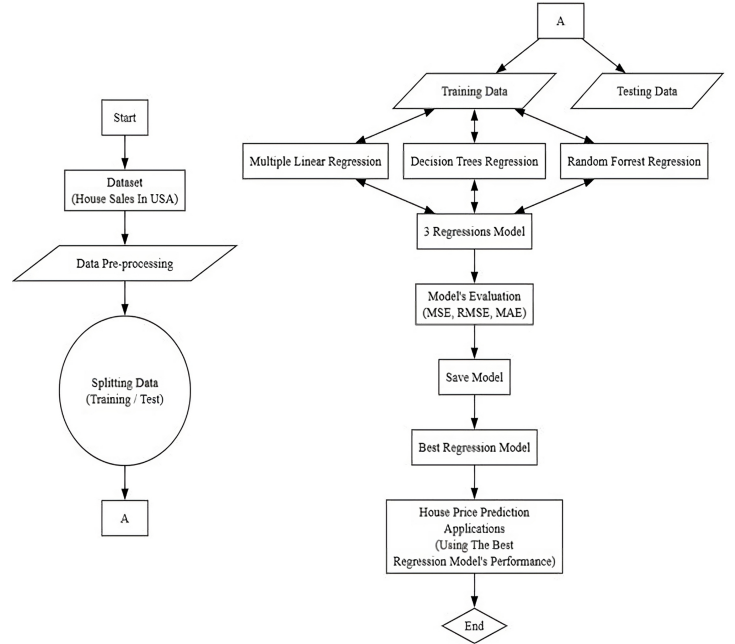 Start
Dataset
(House Sales In USA)
Data Pre-processing
Splitting Data
(Training / Test)
A
A
Training Data
Testing Data
Multiple Linear Regression
Decision Trees Regression
Random Forrest Regression
3 Regressions Model
Model's Evaluation
(MSE, RMSE, MAE)
Save Model
Best Regression Model
House Price Prediction
Applications
(Using The Best
Regression Model's Performance)
End